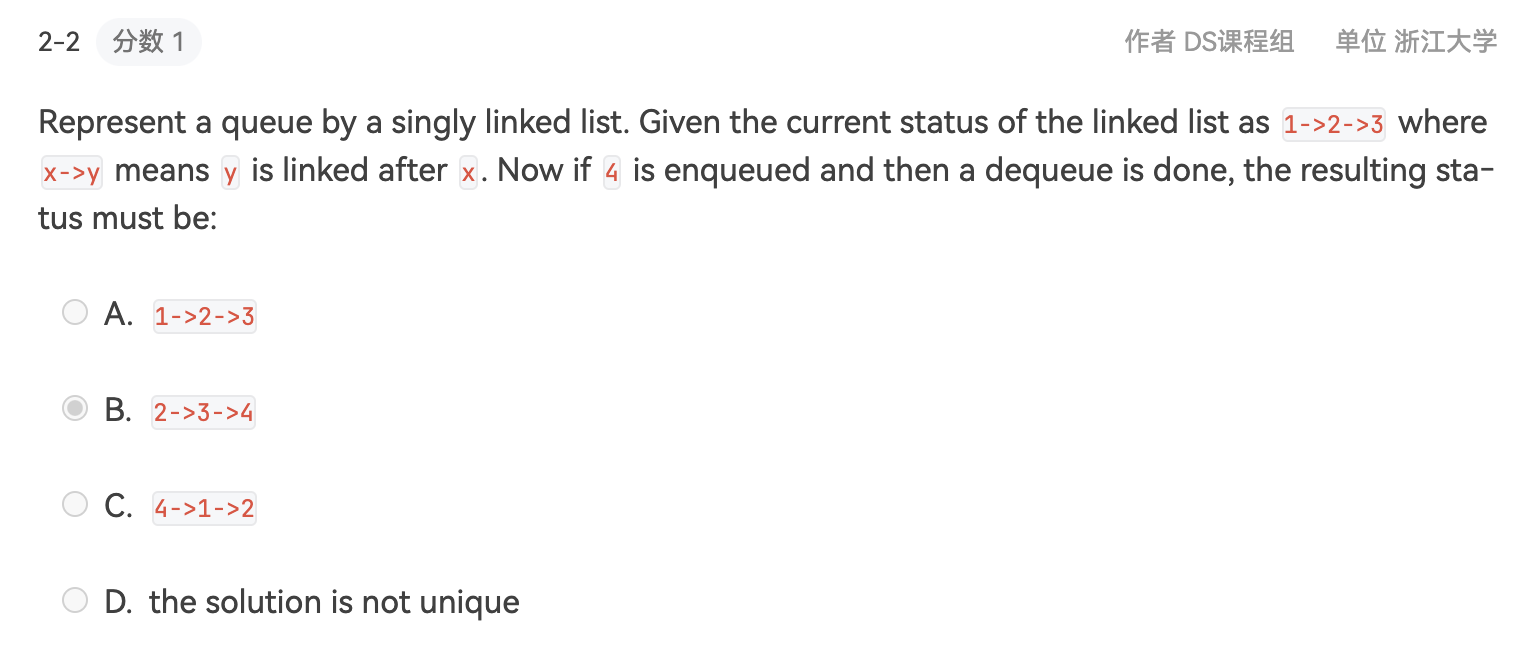 2-2 分数 1 作者 DS课程组 单位 浙江大学
Represent a queue by a singly linked list. Given the current status of the linked list as 1->2->3 where
x->y means y is linked after x. Now if 4 is enqueued and then a dequeue is done, the resulting sta-
tus must be:
A. 1->2->3
B. 2->3->4
C. 4->1->2
D. the solution is not unique